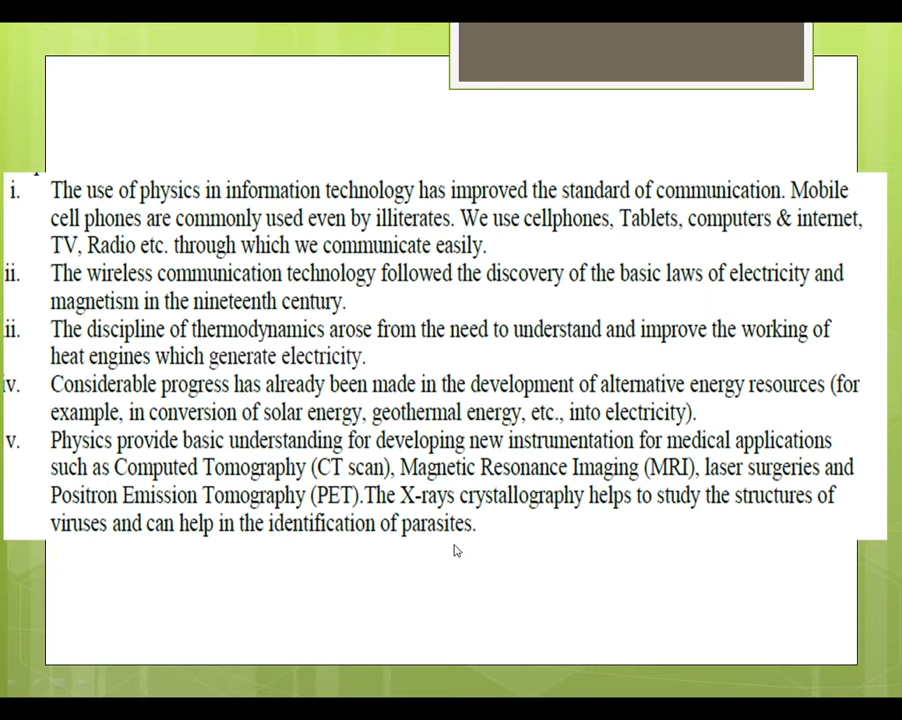 i. The use of physics in information technology has improved the standard of communication. Mobile
cell phones are commonly used even by illiterates. We use cellphones, Tablets, computers & internet,
TV, Radio etc. through which we communicate easily.
ii. The wireless communication technology followed the discovery of the basic laws of electricity and
magnetism in the nineteenth century.
ii. The discipline of thermodynamics arose from the need to understand and improve the working of
heat engines which generate electricity.
iv. Considerable progress has already been made in the development of alternative energy resources (for
example, in conversion of solar energy, geothermal energy, etc., into electricity).
v. Physics provide basic understanding for developing new instrumentation for medical applications
such as Computed Tomography (CT scan), Magnetic Resonance Imaging (MRI), laser surgeries and
Positron Emission Tomography (PET).The X-rays crystallography helps to study the structures of
viruses and can help in the identification of parasites.